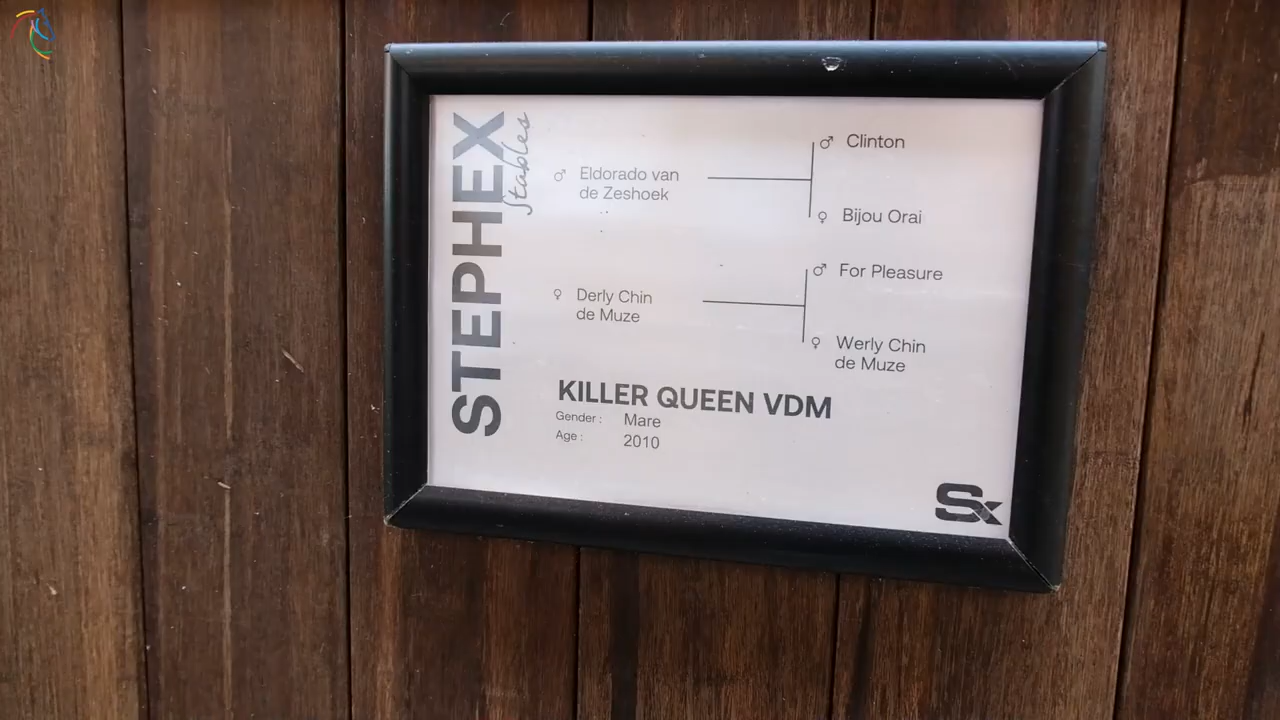 STEPHEX
Stables
♂ Clinton
♂ Eldorado van
de Zeshoek
♀ Bijou Orai
♂ For Pleasure
♀ Derly Chin
de Muze
♀ Werly Chin
de Muze
KILLER QUEEN VDM
Gender : Mare
Age : 2010
Sx